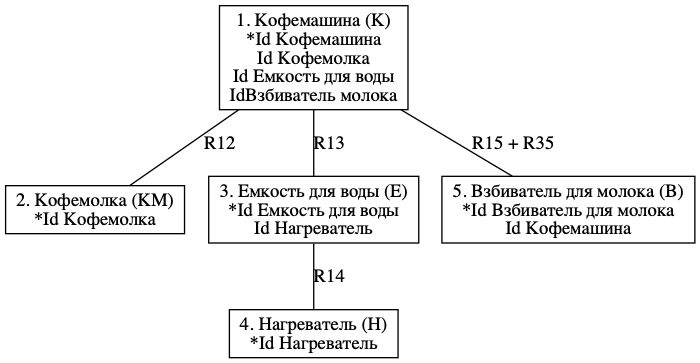 1. Кофемашина (К)
*Id Кофемашина
Id Кофемолка
Id Емкость для воды
IdВзбиватель молока
R12
R13
R15 + R35
2. Кофемолка (КМ)
*Id Кофемолка
3. Емкость для воды (Е)
*Id Емкость для воды
Id Нагреватель
5. Взбиватель для молока (В)
*Id Взбиватель для молока
Id Кофемашина
R14
4. Нагреватель (Н)
*Id Нагреватель